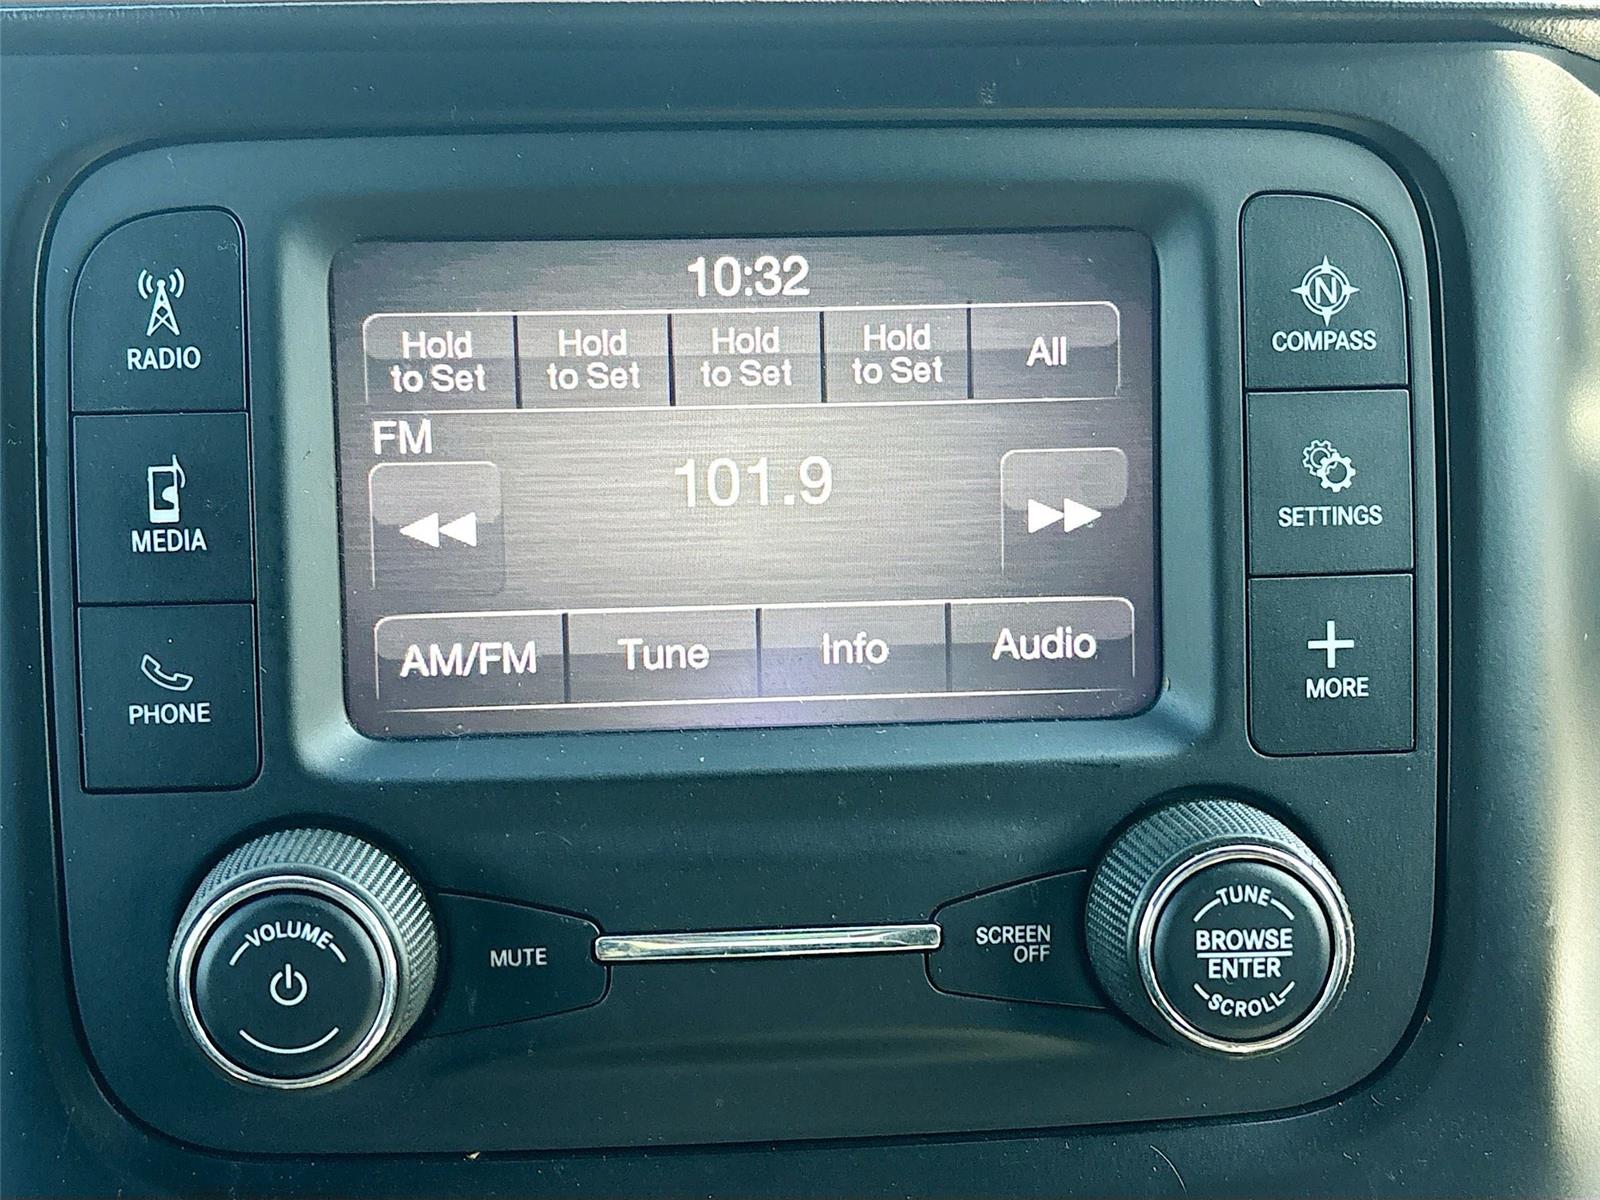 10:32
Hold to Set
Hold to Set
Hold to Set
Hold to Set
All
FM
101.9
AM/FM
Tune
Info
Audio
RADIO
MEDIA
PHONE
N
COMPASS
SETTINGS
MORE
VOLUME
MUTE
SCREEN
OFF
TUNE
BROWSE
ENTER
SCROLL